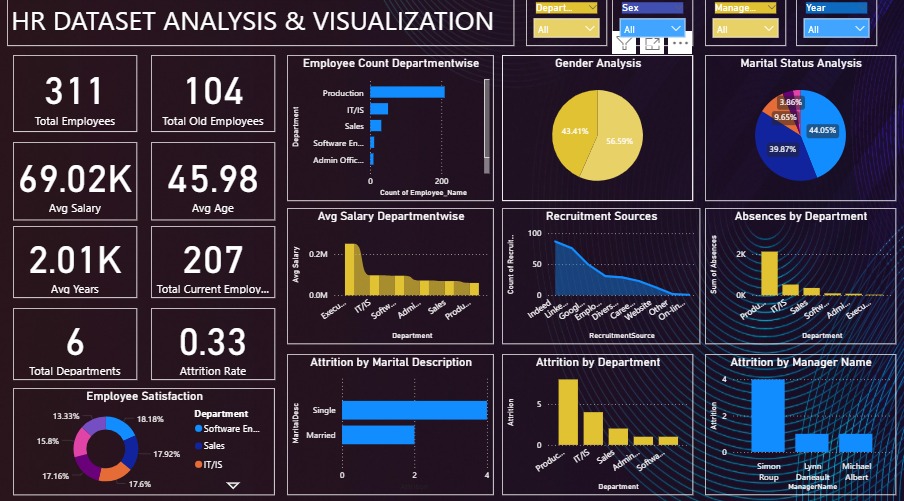 HR DATASET ANALYSIS & VISUALIZATION
Depart...
All
Sex
All
Manage...
All
Year
All
311
Total Employees
104
Total Old Employees
69.02K
Avg Salary
45.98
Avg Age
2.01K
Avg Years
207
Total Current Employ...
6
Total Departments
0.33
Attrition Rate
Employee Count Departmentwise
Department
Production
IT/IS
Sales
Software En...
Admin Offic...
0
200
Count of Employee_Name
Gender Analysis
43.41%
56.59%
Marital Status Analysis
3.86%
9.65%
44.05%
39.87%
Avg Salary Departmentwise
Avg Salary
0.2M
0.0M
Execu...
IT/IS
Softw...
Admi...
Sales
Produ...
Department
Recruitment Sources
Count of Recruit...
100
50
0
Indeed
Linke...
Googl...
Emplo...
Divers...
Caree...
Website
Other
On-lin...
RecruitmentSource
Absences by Department
Sum of Absences
2K
0K
Produ...
IT/IS
Sales
Softw...
Admi...
Execu...
Department
Employee Satisfaction
13.33%
18.18%
15.8%
17.92%
17.16%
17.6%
Department
Software En...
Sales
IT/IS
Attrition by Marital Description
MaritalDesc
Single
Married
0
2
4
Attrition by Department
Attrition
5
0
Produc...
IT/IS
Sales
Admin...
Softwa...
Department
Attrition by Manager Name
Attrition
4
2
0
Simon
Roup
Lynn
Daneault
Michael
Albert
ManagerName